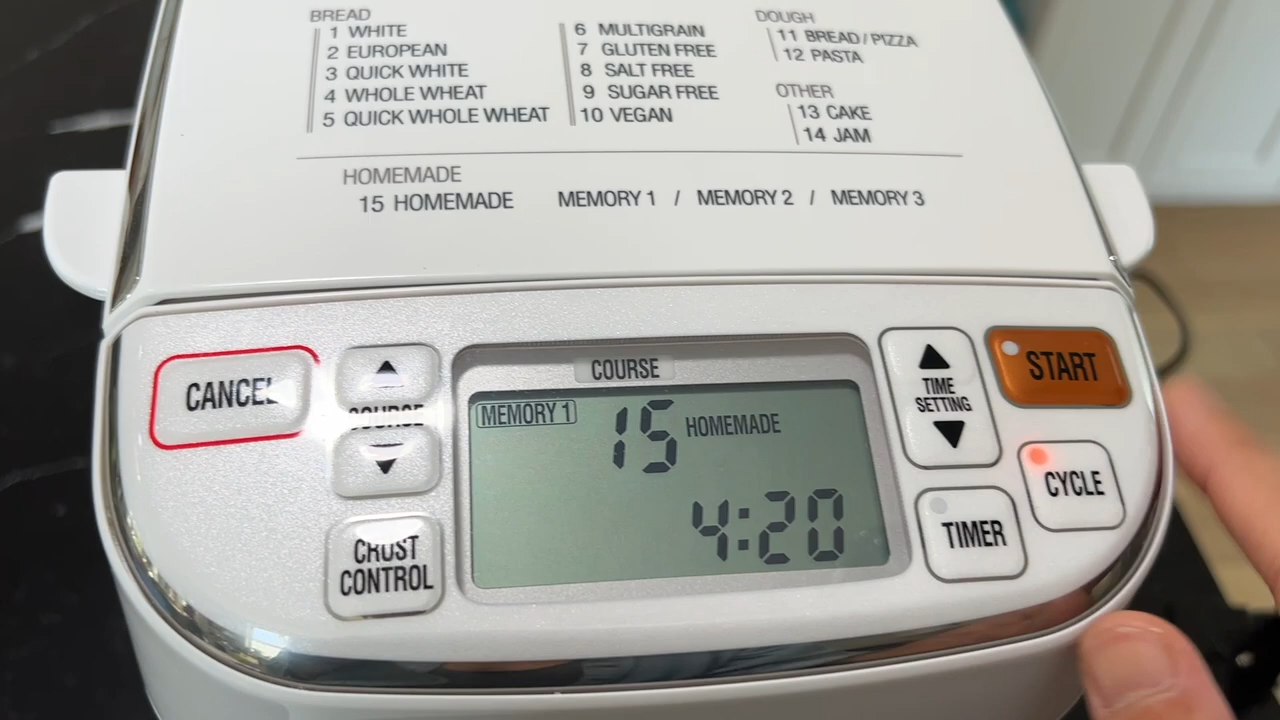 BREAD
1 WHITE
2 EUROPEAN
3 QUICK WHITE
4 WHOLE WHEAT
5 QUICK WHOLE WHEAT
6 MULTIGRAIN
7 GLUTEN FREE
8 SALT FREE
9 SUGAR FREE
10 VEGAN
DOUGH
11 BREAD/PIZZA
12 PASTA
OTHER
13 CAKE
14 JAM
HOMEMADE
15 HOMEMADE MEMORY 1 / MEMORY 2 / MEMORY 3
CANCEL
COURSE
CRUST
CONTROL
COURSE
MEMORY 1 15 HOMEMADE
4:20
TIME
SETTING
START
CYCLE
TIMER